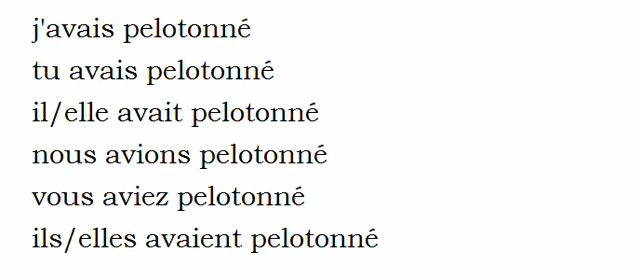 j'avais pelotonné
tu avais pelotonné
il/elle avait pelotonné
nous avions pelotonné
vous aviez pelotonné
ils/elles avaient pelotonné